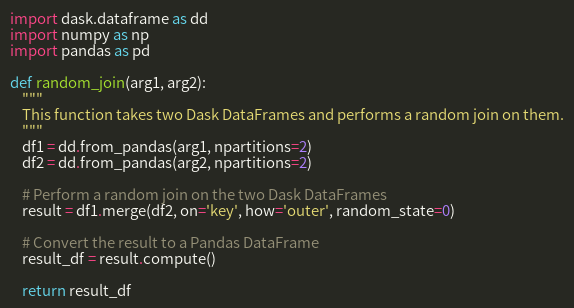 import dask.dataframe as dd
import numpy as np
import pandas as pd
def random_join(arg1, arg2):
"""
This function takes two Dask DataFrames and performs a random join on them.
"""
df1 = dd.from_pandas(arg1, npartitions=2)
df2 = dd.from_pandas(arg2, npartitions=2)
# Perform a random join on the two Dask DataFrames
result = df1.merge(df2, on='key', how='outer', random_state=0)
# Convert the result to a Pandas DataFrame
result_df = result.compute()
return result_df